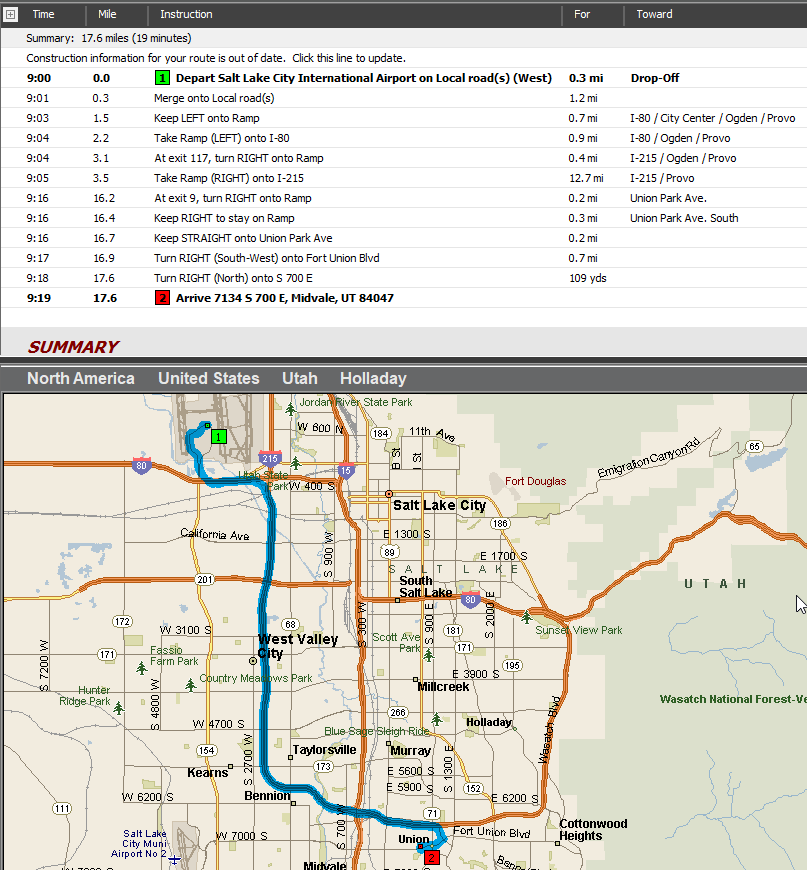 Time Mile Instruction For Toward
Summary: 17.6 miles (19 minutes)
Construction information for your route is out of date. Click this line to update.
9:00 0.0 1 Depart Salt Lake City International Airport on Local road(s) (West) 0.3 mi Drop-Off
9:01 0.3 Merge onto Local road(s) 1.2 mi
9:03 1.5 Keep LEFT onto Ramp 0.7 mi I-80 / City Center / Ogden / Provo
9:04 2.2 Take Ramp (LEFT) onto I-80 0.9 mi I-80 / Ogden / Provo
9:04 3.1 At exit 117, turn RIGHT onto Ramp 0.4 mi I-215 / Ogden / Provo
9:05 3.5 Take Ramp (RIGHT) onto I-215 12.7 mi I-215 / Provo
9:16 16.2 At exit 9, turn RIGHT onto Ramp 0.2 mi Union Park Ave.
9:16 16.4 Keep RIGHT to stay on Ramp 0.3 mi Union Park Ave. South
9:16 16.7 Keep STRAIGHT onto Union Park Ave 0.2 mi
9:17 16.9 Turn RIGHT (South-West) onto Fort Union Blvd 0.7 mi
9:18 17.6 Turn RIGHT (North) onto S 700 E 109 yds
9:19 17.6 2 Arrive 7134 S 700 E, Midvale, UT 84047
SUMMARY
North America United States Utah Holladay
Jordan River State Park
W 600 N
184
11th Ave
B St
I St
1
65
Emigration Canyon Rd
80
215
15
Utah State
Park
W 400 S
Fort Douglas
Salt Lake City
186
California Ave
S 900 W
E 1300 S
89
E 1700 S
SALT LAKE
UTAH
201
South
Salt Lake
80
172
W 3100 S
68
S 300 W
S 900 E
S 2000 E
181
Sunset View Park
West Valley
City
Scott Ave
Park
171
171
Fassio
Farm Park
195
S 7200 W
Hunter
Ridge Park
S 4800 W
Country Meadows Park
E 3900 S
Millcreek
Wasatch National Forest-Ve
W 4700 S
266
Holladay
Blue Sage Sleigh Ride
Wasatch Blvd
154
S 2700 W
Taylorsville
Murray
S 1300 E
Kearns
173
E 5600 S
E 5900 S
152
W 6200 S
Bennion
E 6200 S
111
S 700 W
71
Cottonwood
Heights
Salt Lake
City Muni
Airport No 2
W 7000 S
Fort Union Blvd
Union
2
Midvale